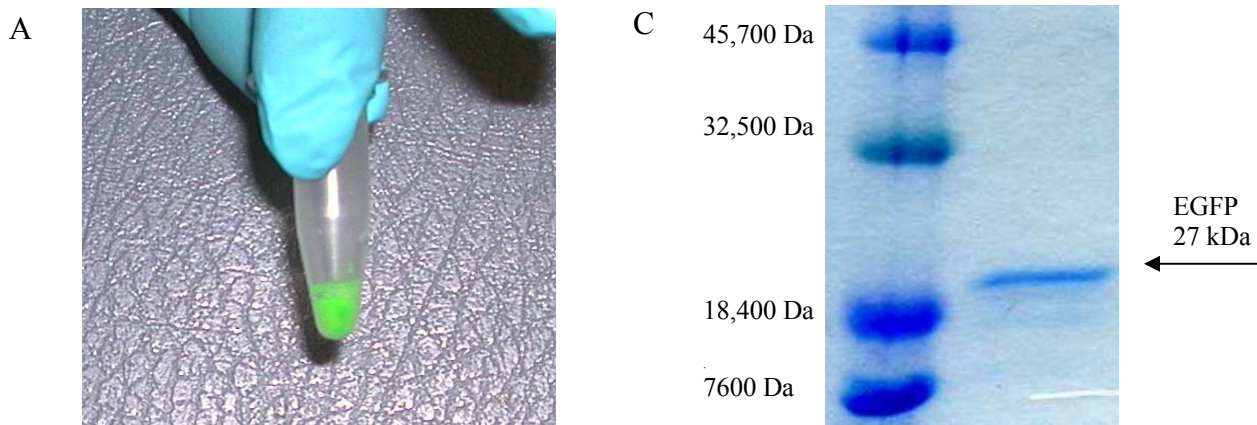 A
C
45,700 Da
32,500 Da
18,400 Da
7600 Da
EGFP
27 kDa